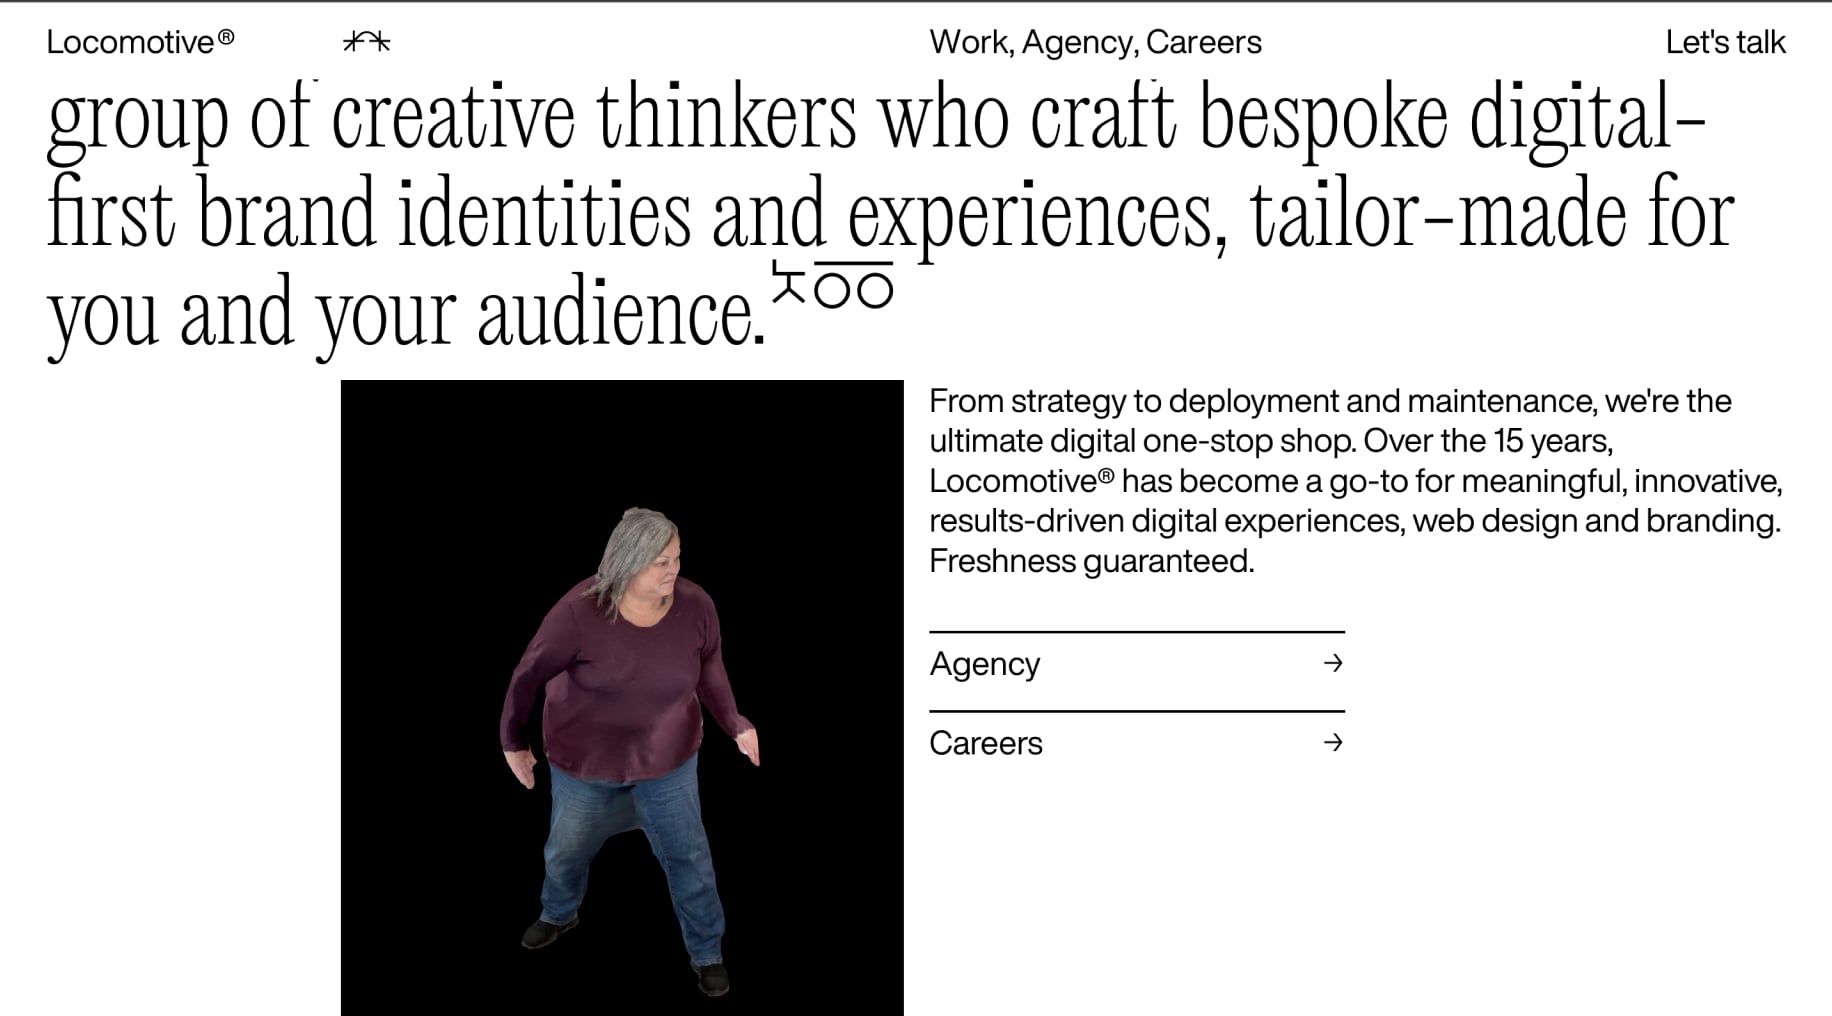 Locomotive®
Work, Agency, Careers
Let's talk
group of creative thinkers who craft bespoke digital-
first brand identities and experiences, tailor-made for
you and your audience.
From strategy to deployment and maintenance, we're the
ultimate digital one-stop shop. Over the 15 years,
Locomotive® has become a go-to for meaningful, innovative,
results-driven digital experiences, web design and branding.
Freshness guaranteed.
Agency →
Careers →